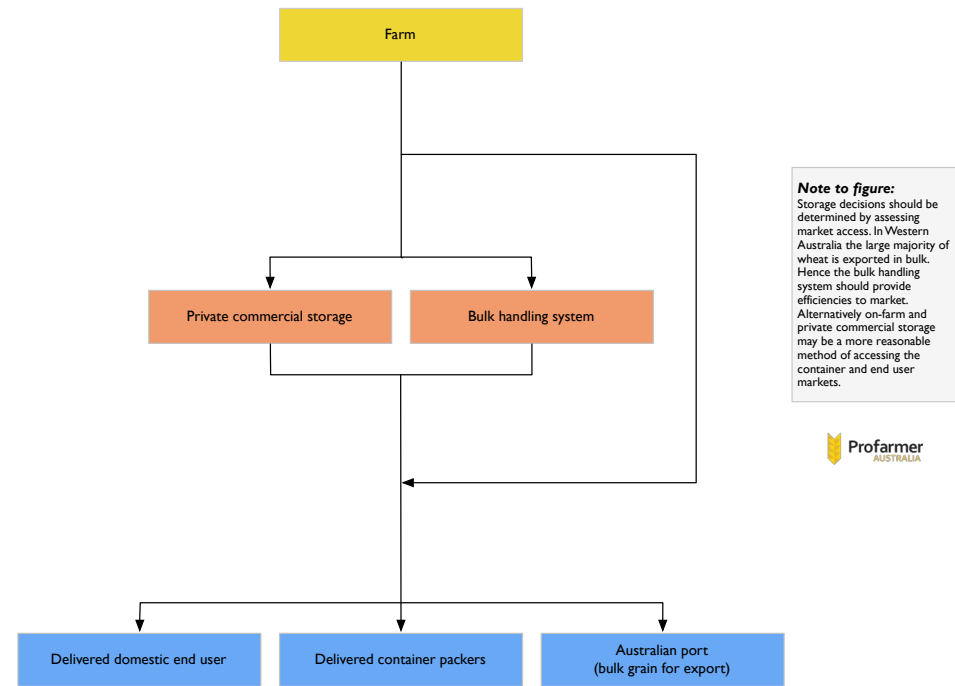 Farm
Private commercial storage
Bulk handling system
Note to figure:
Storage decisions should be
determined by assessing
market access. In Western
Australia the large majority of
wheat is exported in bulk.
Hence the bulk handling
system should provide
efficiencies to market.
Alternatively on-farm and
private commercial storage
may be a more reasonable
method of accessing the
container and end user
markets.
Profarmer
AUSTRALIA
Delivered domestic end user
Delivered container packers
Australian port
(bulk grain for export)